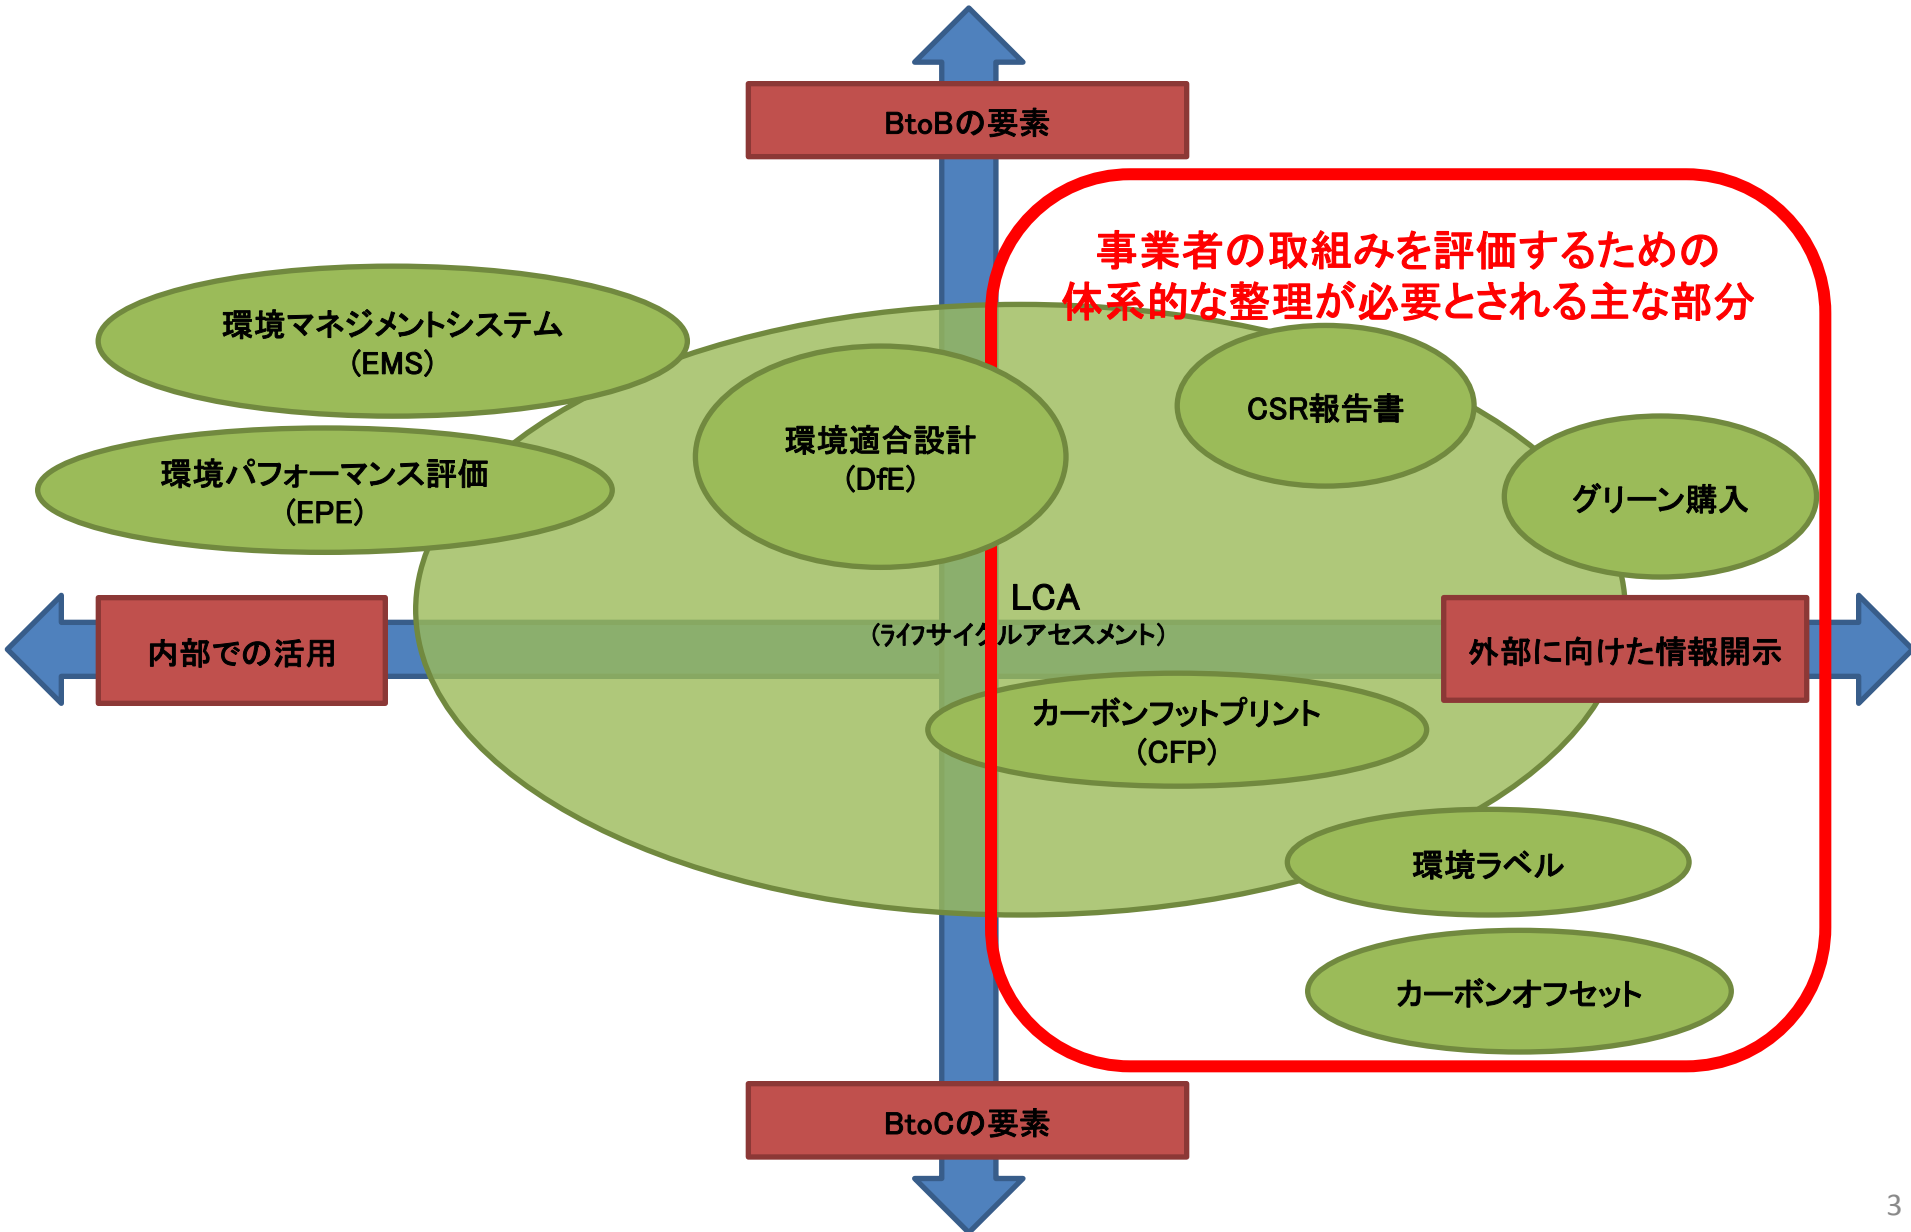 BtoBの要素
事業者の取組みを評価するための
体系的な整理が必要とされる主な部分
環境マネジメントシステム
(EMS)
環境適合設計
(DfE)
CSR報告書
環境パフォーマンス評価
(EPE)
グリーン購入
LCA
(ライフサイクルアセスメント)
内部での活用
外部に向けた情報開示
カーボンフットプリント
(CFP)
環境ラベル
カーボンオフセット
BtoCの要素
3